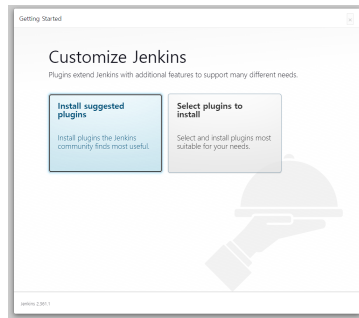 Getting Started
Customize Jenkins
Plugins extend Jenkins with additional features to support many different needs.
Install suggested
plugins
Install plugins the Jenkins
community finds most useful.
Select plugins to
install
Select and install plugins most
suitable for your needs.